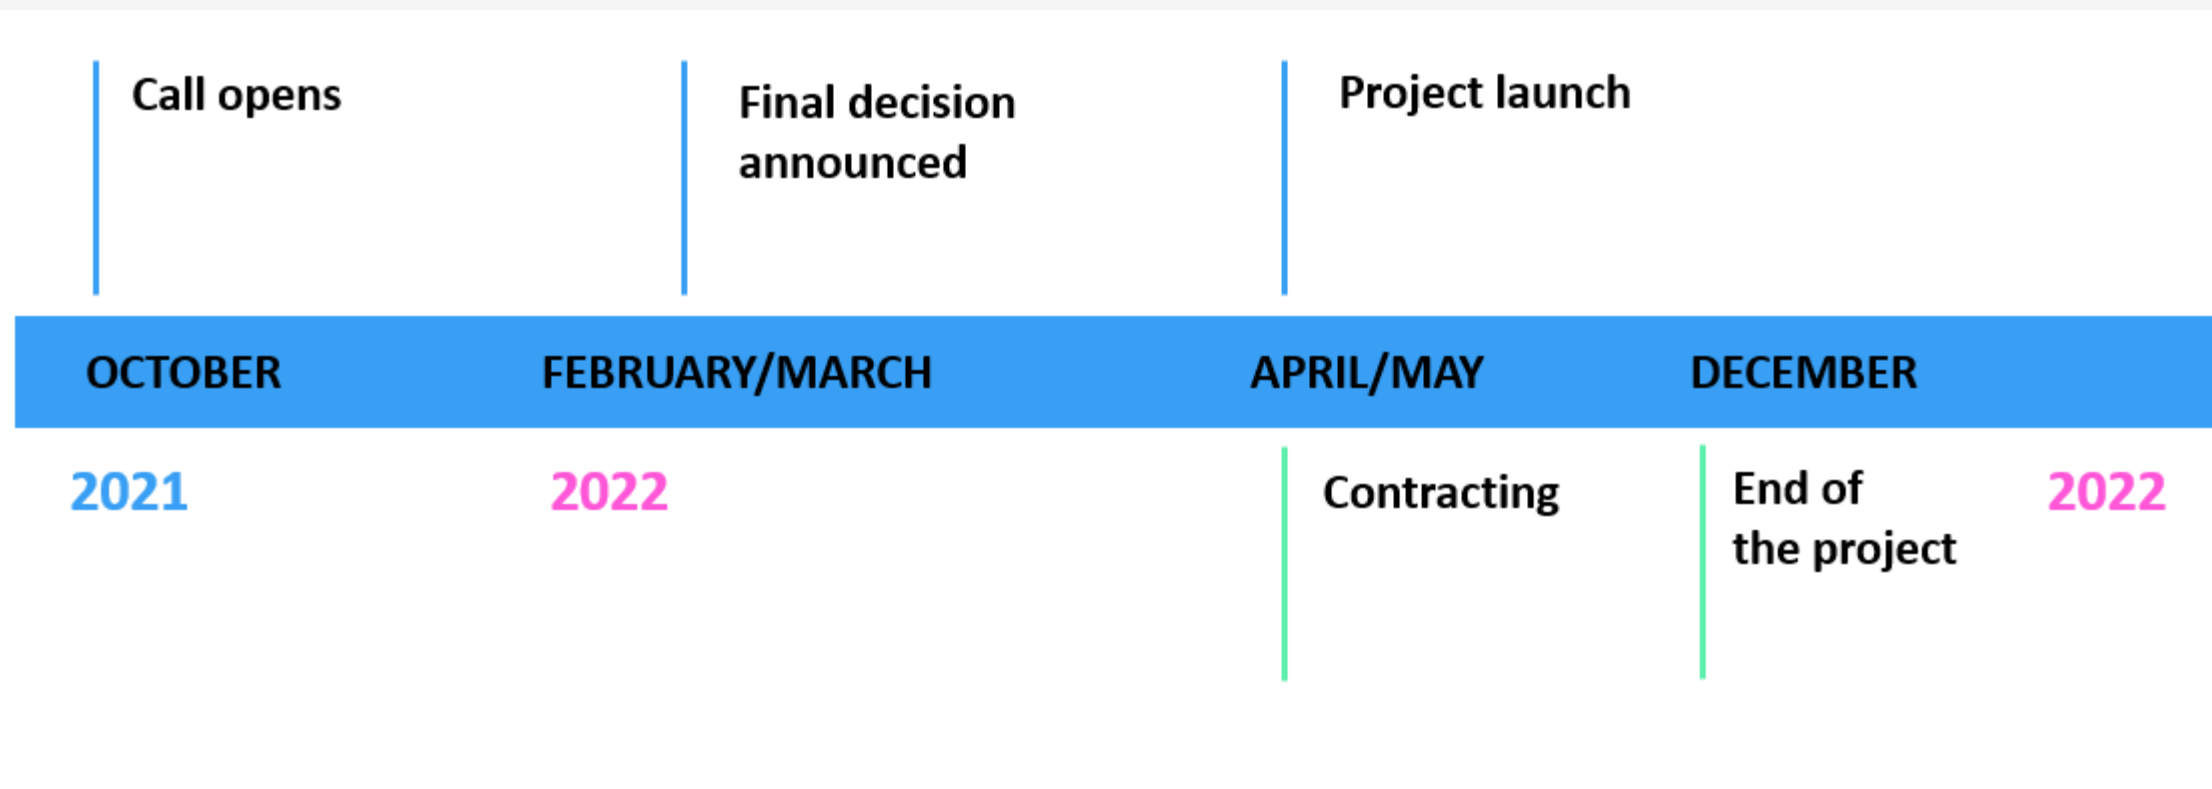 Call opens
Final decision
announced
Project launch
OCTOBER
FEBRUARY/MARCH
APRIL/MAY
DECEMBER
2021
2022
Contracting
End of
the project
2022